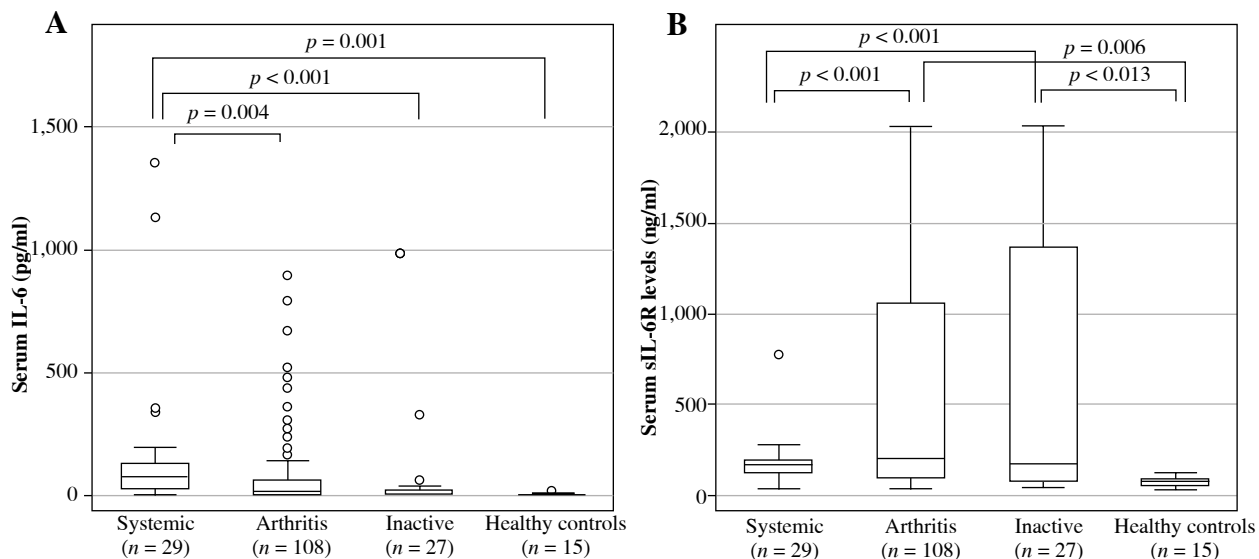 A
p = 0.001
p < 0.001
p = 0.004
1,500
1,000
500
0
Serum IL-6 (pg/ml)
Systemic
(n = 29)
Arthritis
(n = 108)
Inactive
(n = 27)
Healthy controls
(n = 15)
B
p < 0.001
p = 0.006
p < 0.001
p < 0.013
2,000
1,500
1,000
500
0
Serum sIL-6R levels (ng/ml)
Systemic
(n = 29)
Arthritis
(n = 108)
Inactive
(n = 27)
Healthy controls
(n = 15)